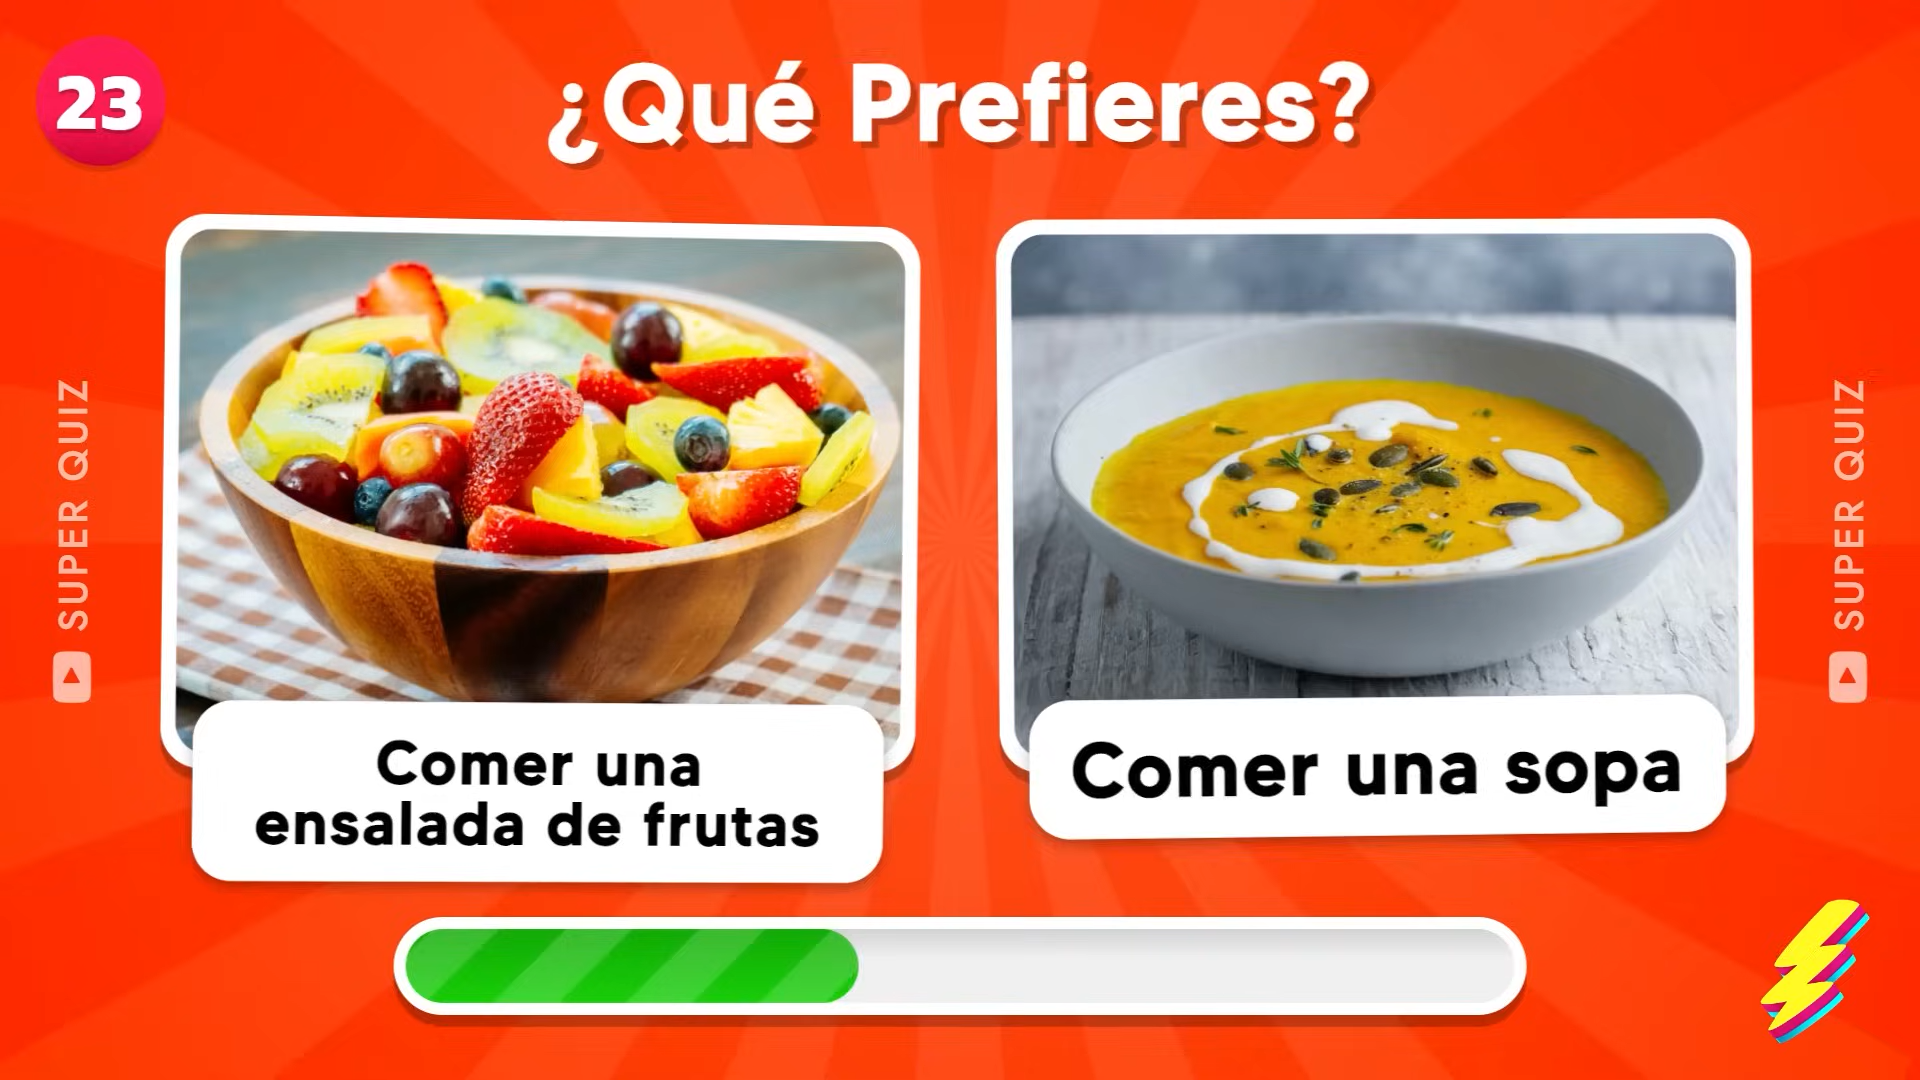 23
¿Qué Prefieres?
SUPER QUIZ
SUPER QUIZ
Comer una
ensalada de frutas
Comer una sopa